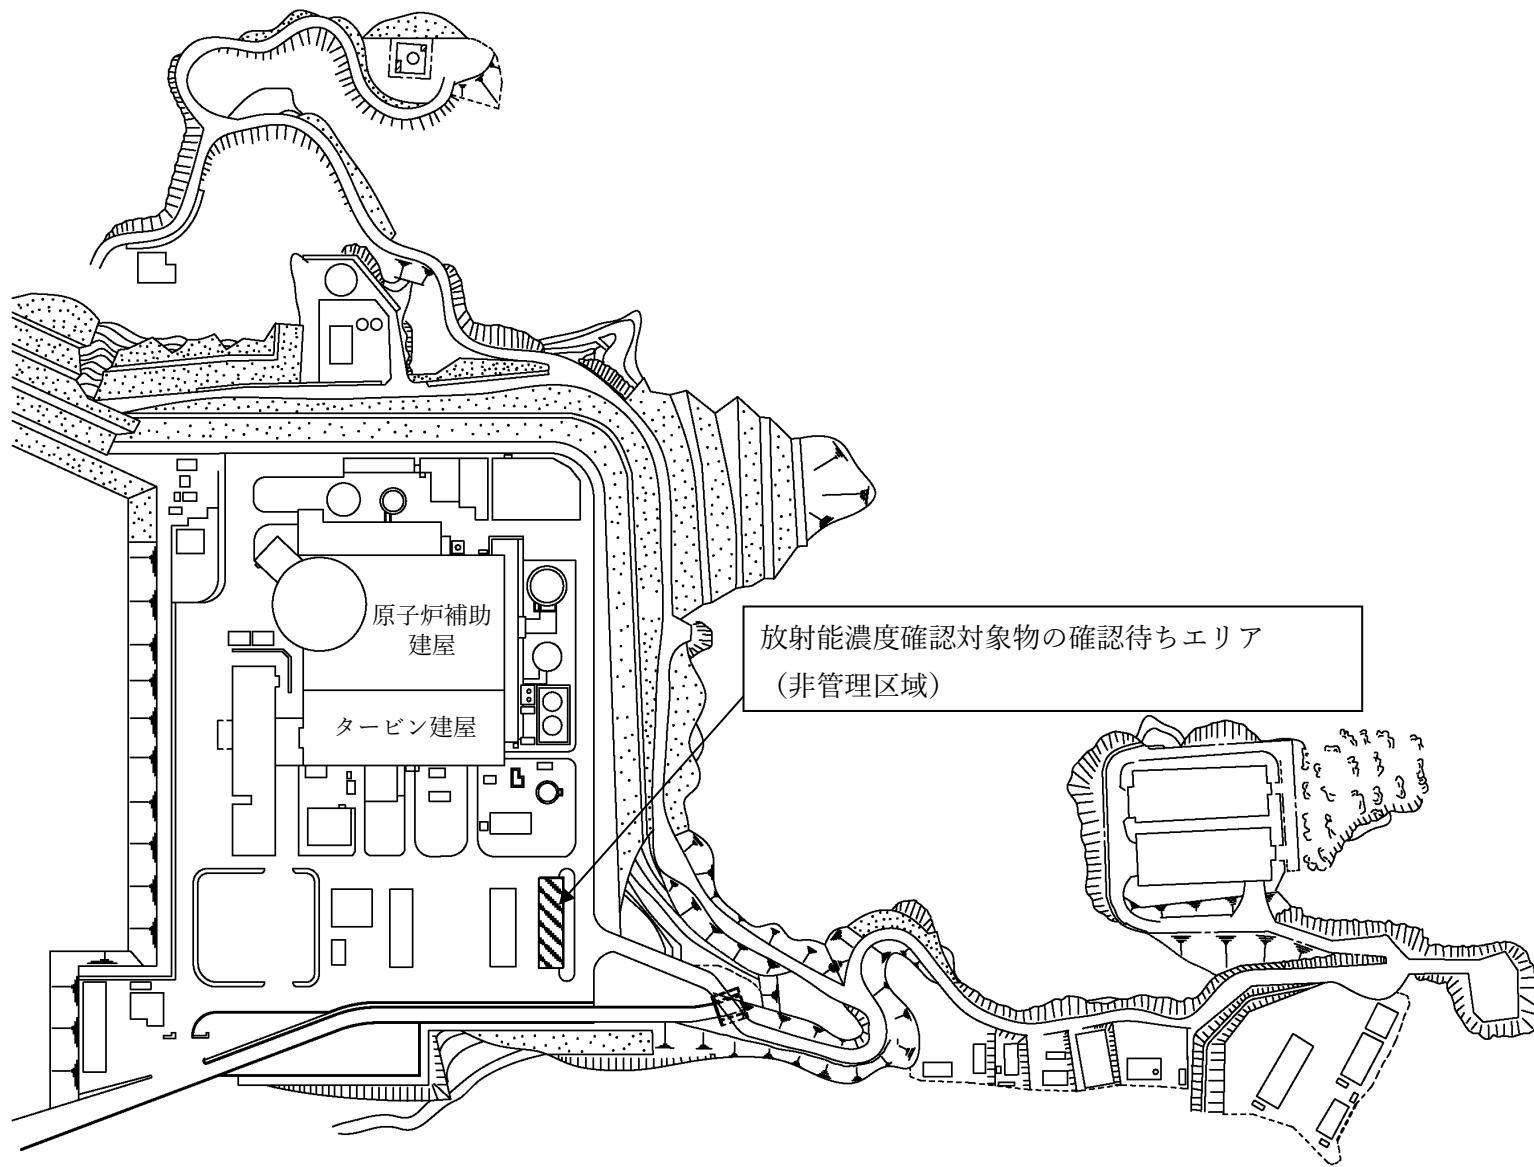 原子炉補助
建屋
放射能濃度確認対象物の確認待ちエリア
（非管理区域）
タービン建屋